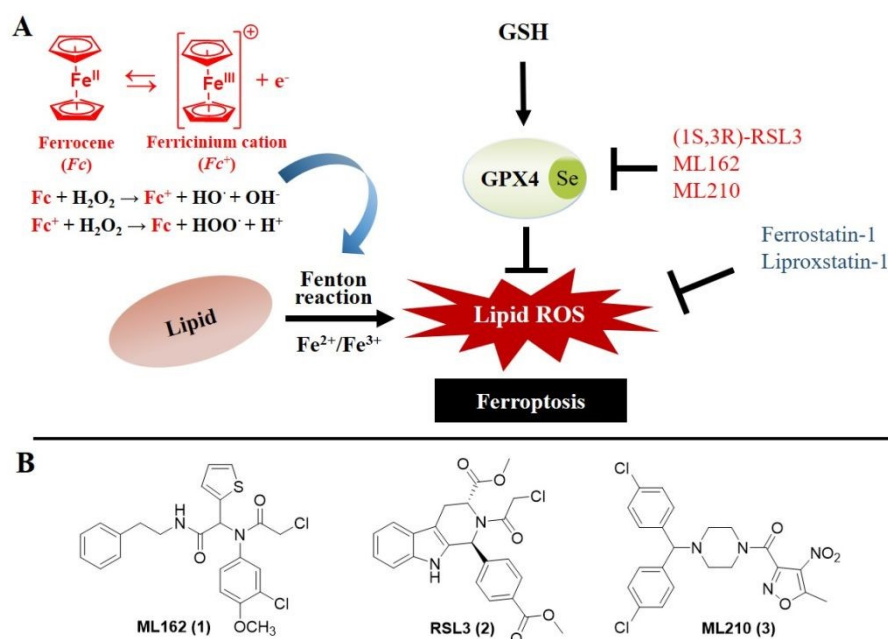 A
Fe^II
Fe^III
⊕
+ e⁻
Ferrocene
(Fc)
Ferricinium cation
(Fc⁺)
Fc + H₂O₂ → Fc⁺ + HO· + OH⁻
Fc⁺ + H₂O₂ → Fc + HOO· + H⁺
GSH
GPX4
Se
(1S,3R)-RSL3
ML162
ML210
Ferrostatin-1
Liproxstatin-1
Lipid
Fenton
reaction
Fe²⁺/Fe³⁺
Lipid ROS
Ferroptosis
B
S
H
N
O
N
O
Cl
Cl
OCH₃
ML162 (1)
O
O
N
O
Cl
N
H
O
O
RSL3 (2)
Cl
Cl
N
N
O
NO₂
N
O
ML210 (3)